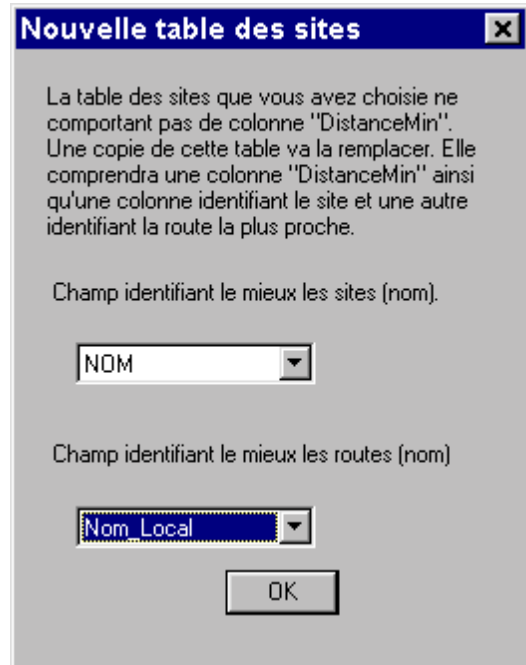 Nouvelle table des sites
La table des sites que vous avez choisie ne
comportant pas de colonne "DistanceMin".
Une copie de cette table va la remplacer. Elle
comprendra une colonne "DistanceMin" ainsi
qu'une colonne identifiant le site et une autre
identifiant la route la plus proche.
Champ identifiant le mieux les sites (nom).
NOM
Champ identifiant le mieux les routes (nom)
Nom_Local
OK